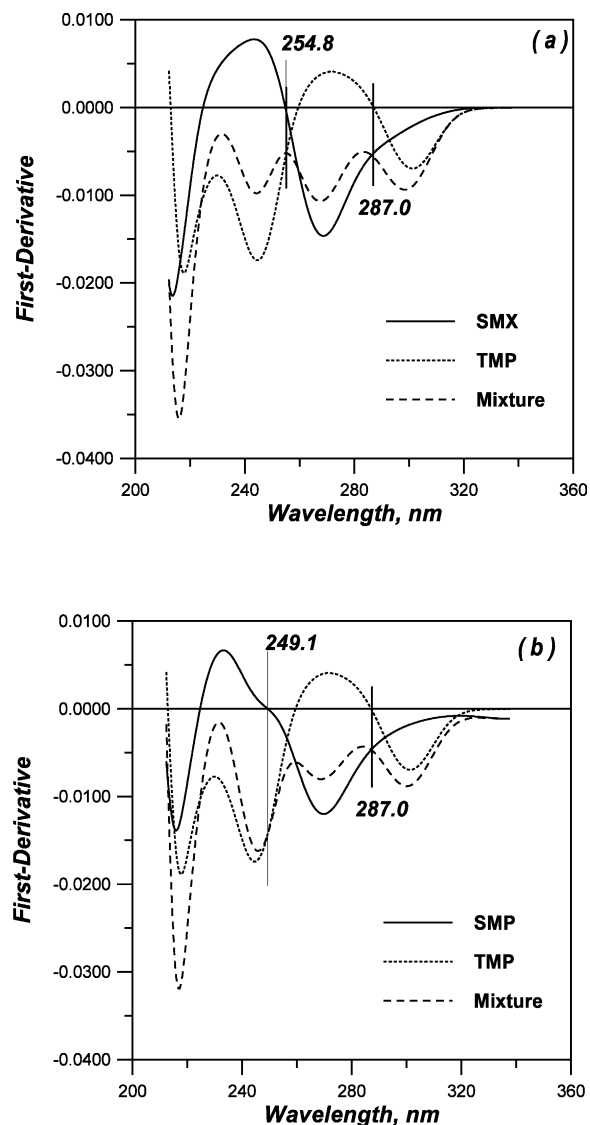 0.0100
( a )
254.8
0.0000
-0.0100
287.0
-0.0200
First-Derivative
SMX
-0.0300
TMP
Mixture
-0.0400
200 240 280 320 360
Wavelength, nm
0.0100
249.1
( b )
0.0000
-0.0100
287.0
-0.0200
First-Derivative
SMP
-0.0300
TMP
Mixture
-0.0400
200 240 280 320 360
Wavelength, nm